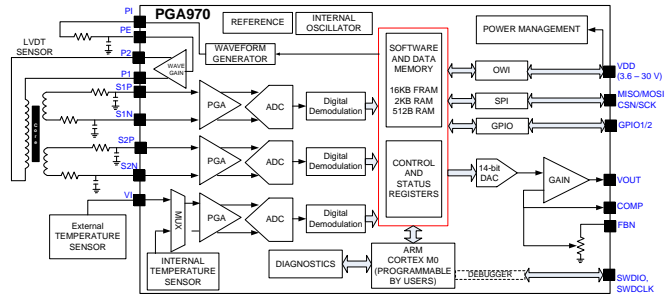 PI
PGA970
PE
REFERENCE
INTERNAL
OSCILLATOR
POWER MANAGEMENT
LVDT
SENSOR
P2
WAVE
GAIN
WAVEFORM
GENERATOR
SOFTWARE
AND DATA
MEMORY
16KB FRAM
2KB RAM
512B RAM
OWI
VDD
(3.6 – 30 V)
P1
S1P
PGA
ADC
Digital
Demodulation
SPI
MISO/MOSI
CSN/SCK
Core
S1N
GPIO
GPIO1/2
S2P
PGA
ADC
Digital
Demodulation
CONTROL
AND
STATUS
REGISTERS
14-bit
DAC
GAIN
VOUT
S2N
VI
MUX
PGA
ADC
Digital
Demodulation
COMP
FBN
External
TEMPERATURE
SENSOR
INTERNAL
TEMPERATURE
SENSOR
DIAGNOSTICS
ARM
CORTEX M0
(PROGRAMMABLE
BY USERS)
DEBUGGER
SWDIO,
SWDCLK